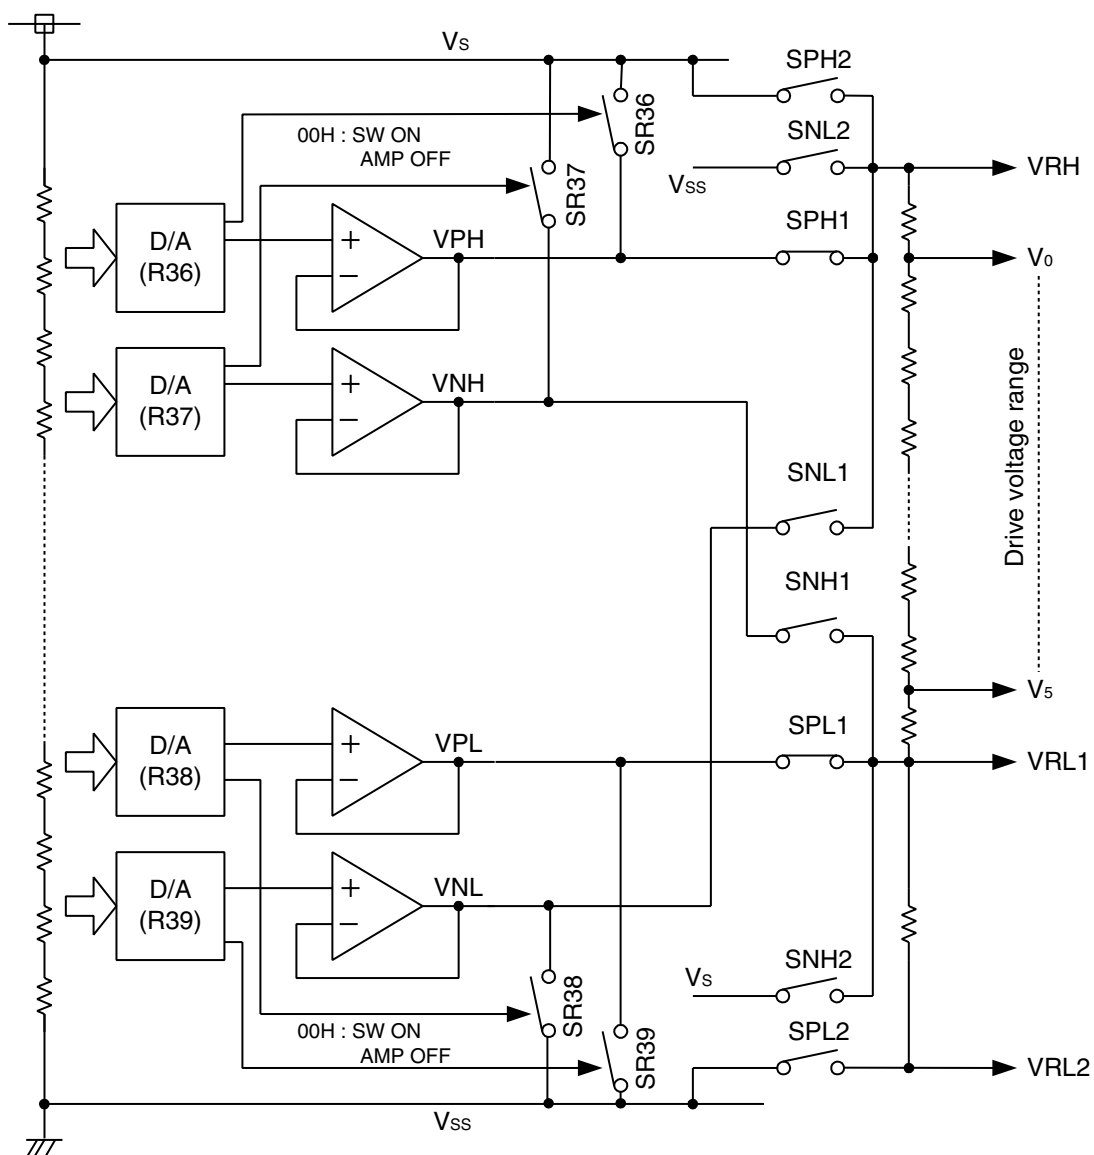 VS
SPH2
SR36
00H : SW ON
AMP OFF
SNL2
SR37
VSS
VRH
D/A
(R36)
+
−
VPH
SPH1
V0
D/A
(R37)
+
−
VNH
Drive voltage range
SNL1
SNH1
V5
D/A
(R38)
+
−
VPL
SPL1
VRL1
D/A
(R39)
+
−
VNL
VS
SNH2
SR38
00H : SW ON
AMP OFF
SR39
SPL2
VRL2
VSS